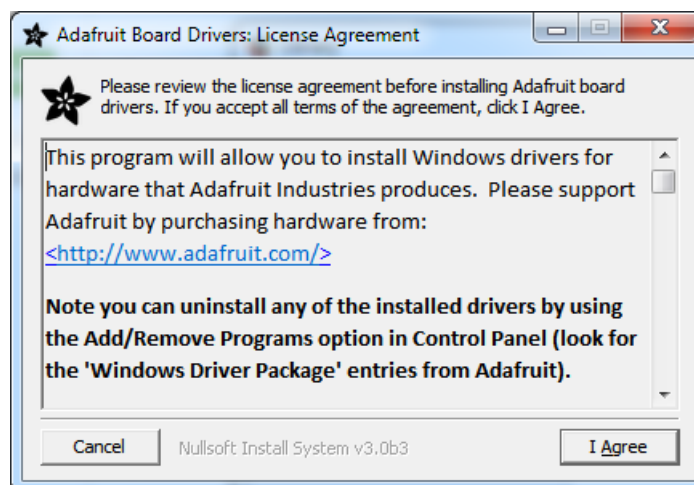 Adafruit Board Drivers: License Agreement
Please review the license agreement before installing Adafruit board
drivers. If you accept all terms of the agreement, click I Agree.
This program will allow you to install Windows drivers for
hardware that Adafruit Industries produces.  Please support
Adafruit by purchasing hardware from:
<http://www.adafruit.com/>
Note you can uninstall any of the installed drivers by using
the Add/Remove Programs option in Control Panel (look for
the 'Windows Driver Package' entries from Adafruit).
Cancel
Nullsoft Install System v3.0b3
I Agree